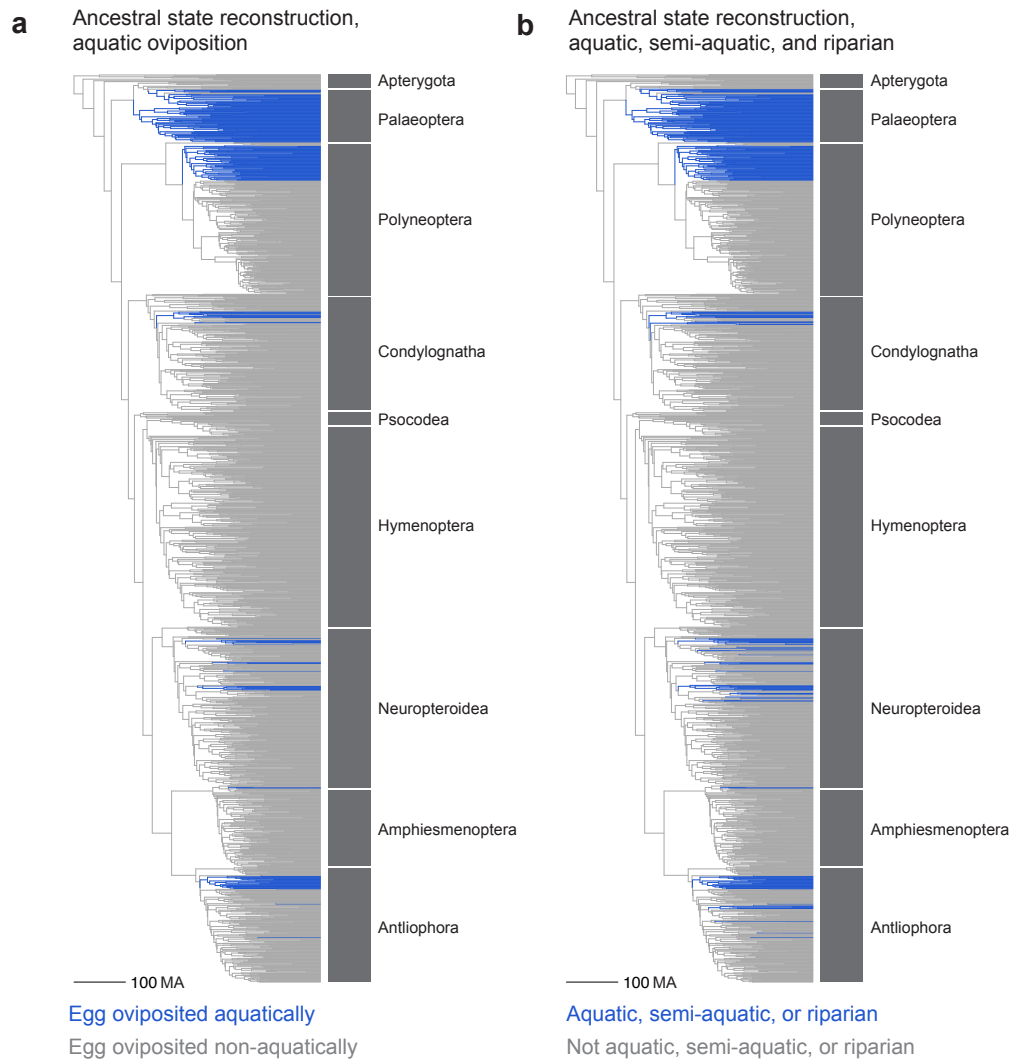 a
Ancestral state reconstruction,
aquatic oviposition
Apterygota
Palaeoptera
Polyneoptera
Condylognatha
Psocodea
Hymenoptera
Neuropteroidea
Amphiesmenoptera
Antliophora
100 MA
Egg oviposited aquatically
Egg oviposited non-aquatically
b
Ancestral state reconstruction,
aquatic, semi-aquatic, and riparian
Apterygota
Palaeoptera
Polyneoptera
Condylognatha
Psocodea
Hymenoptera
Neuropteroidea
Amphiesmenoptera
Antliophora
100 MA
Aquatic, semi-aquatic, or riparian
Not aquatic, semi-aquatic, or riparian